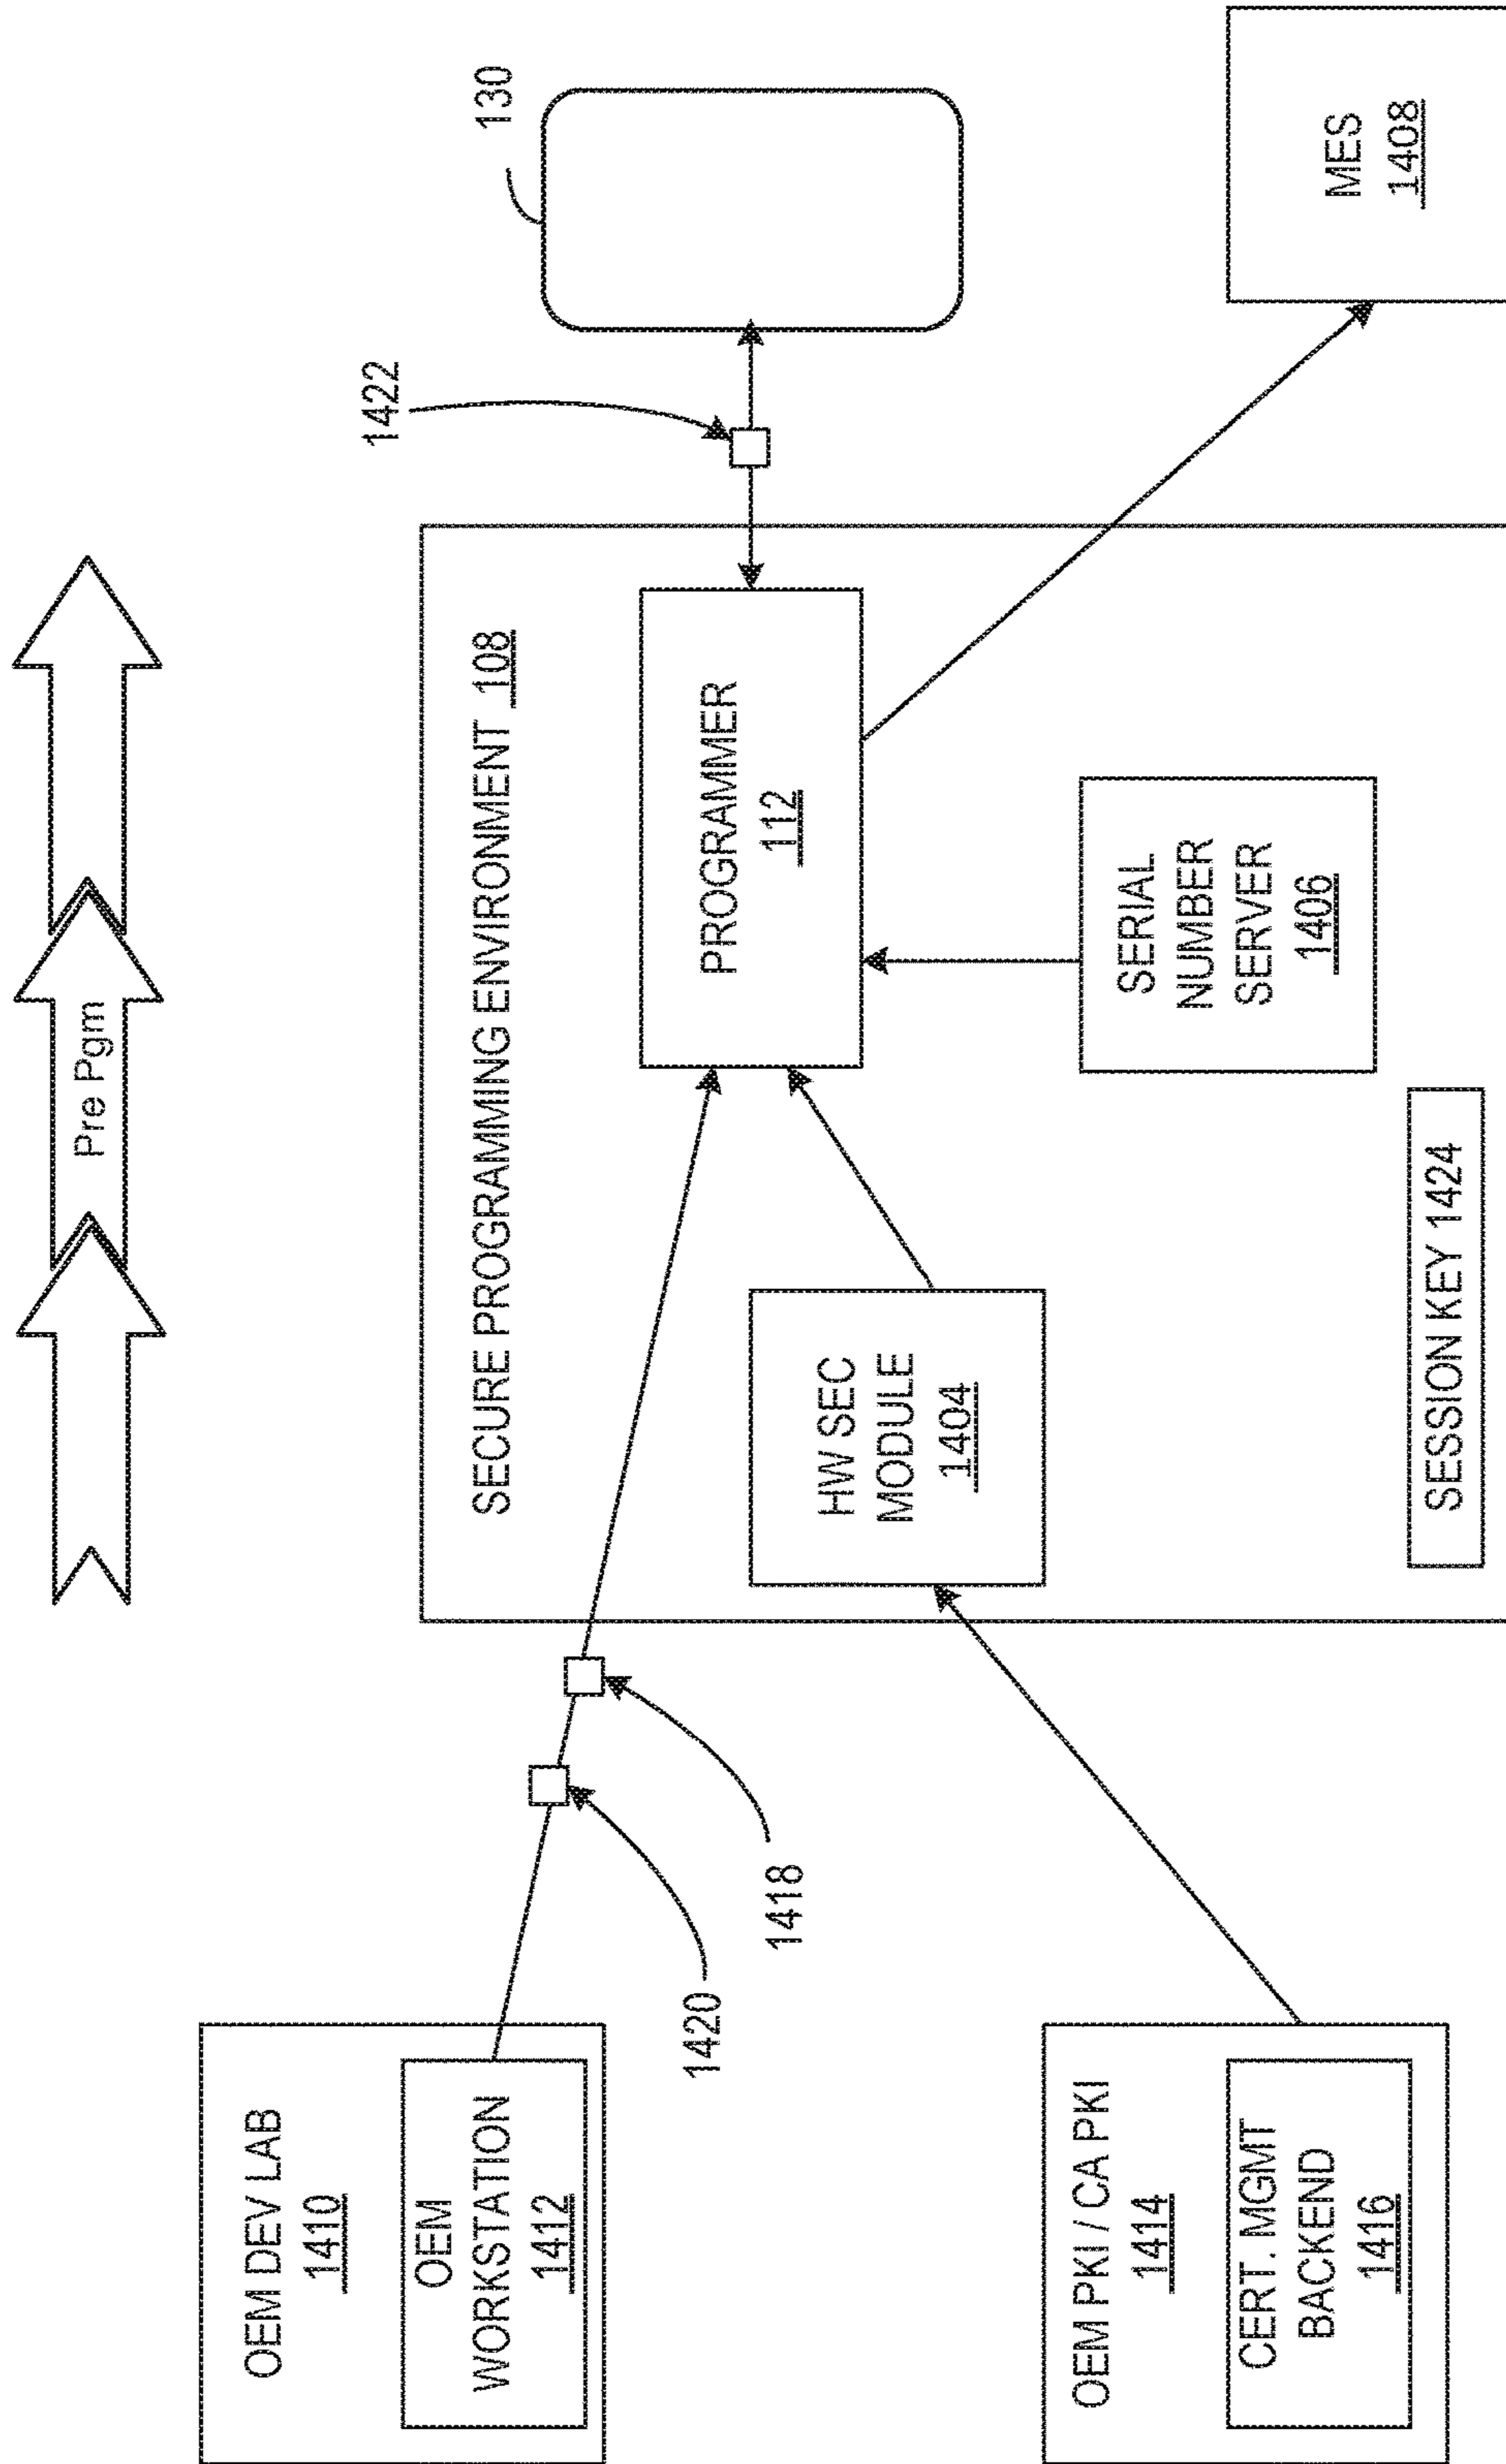 Pre Pgm
OEM DEV LAB
1410
OEM
WORKSTATION
1412
1420
1418
SECURE PROGRAMMING ENVIRONMENT 108
PROGRAMMER
112
1422
130
OEM PKI / CA PKI
1414
CERT. MGMT
BACKEND
1416
HW SEC
MODULE
1404
SERIAL
NUMBER
SERVER
1406
SESSION KEY 1424
MES
1408